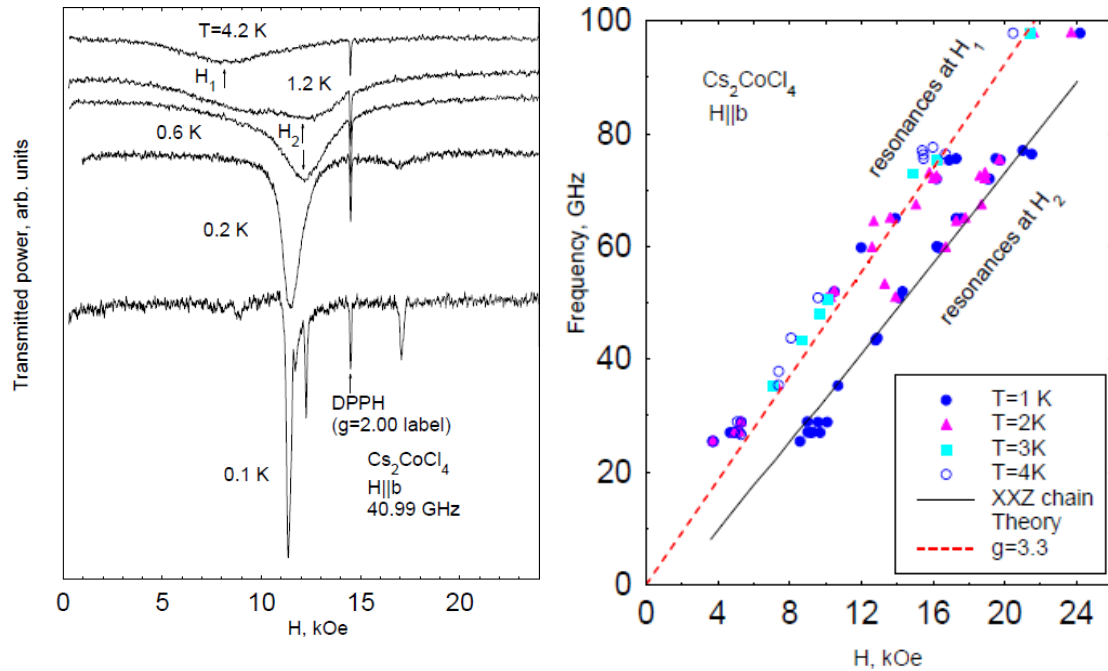 Transmitted power, arb. units
T=4.2 K
H₁
1.2 K
H₂
0.6 K
0.2 K
DPPH
(g=2.00 label)
0.1 K
Cs₂CoCl₄
H||b
40.99 GHz
0 10 20
H, kOe
Frequency, GHz
100
80
60
40
20
0
Cs₂CoCl₄
H||b
resonances at H₁
resonances at H₂
T=1 K
T=2K
T=3K
T=4K
XXZ chain
Theory
g=3.3
0 4 8 12 16 20 24
H, kOe